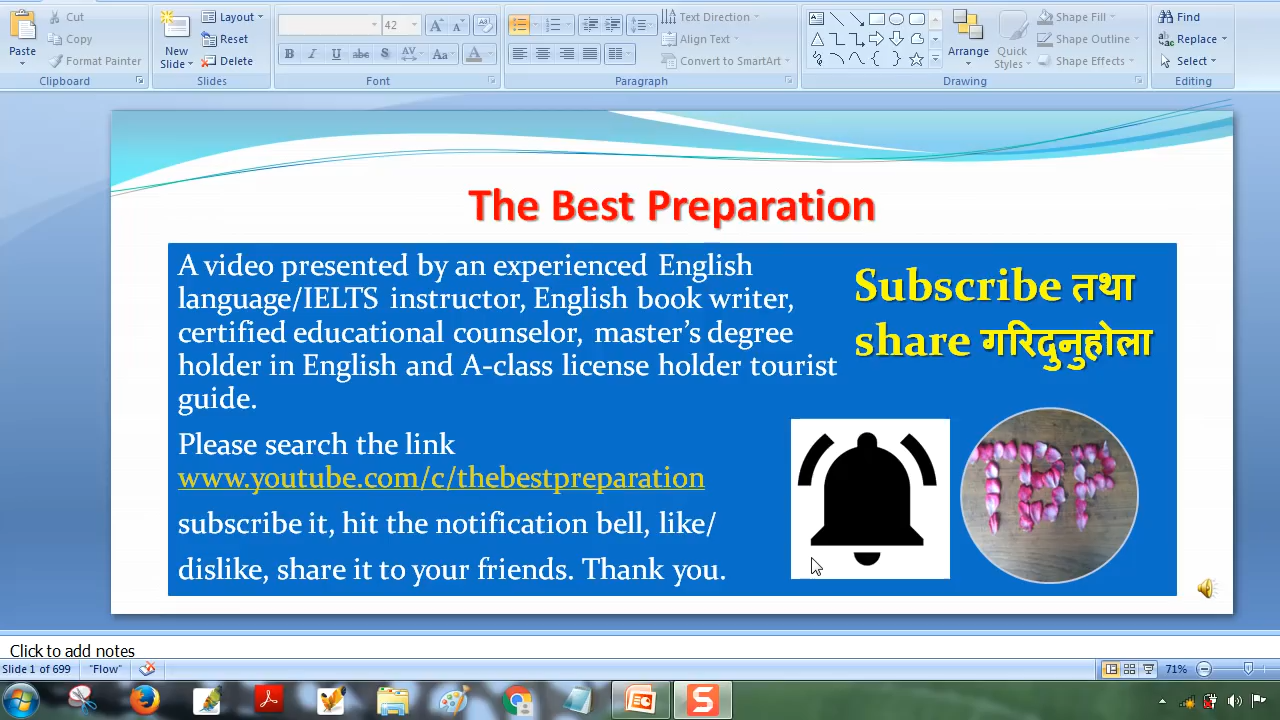 Cut
Copy
Format Painter
Paste
Clipboard
New
Slide
Layout
Reset
Delete
Slides
42
B I U abc S AV Aa A
Font
Text Direction
Align Text
Convert to SmartArt
Paragraph
Arrange
Quick
Styles
Shape Fill
Shape Outline
Shape Effects
Drawing
Find
Replace
Select
Editing
The Best Preparation
A video presented by an experienced English
language/IELTS instructor, English book writer,
certified educational counselor, master's degree
holder in English and A-class license holder tourist
guide.
Please search the link
www.youtube.com/c/thebestpreparation
subscribe it, hit the notification bell, like/
dislike, share it to your friends. Thank you.
Subscribe तथा
share गरिदुनुहोला
TBP
Click to add notes
Slide 1 of 699
"Flow"
71%